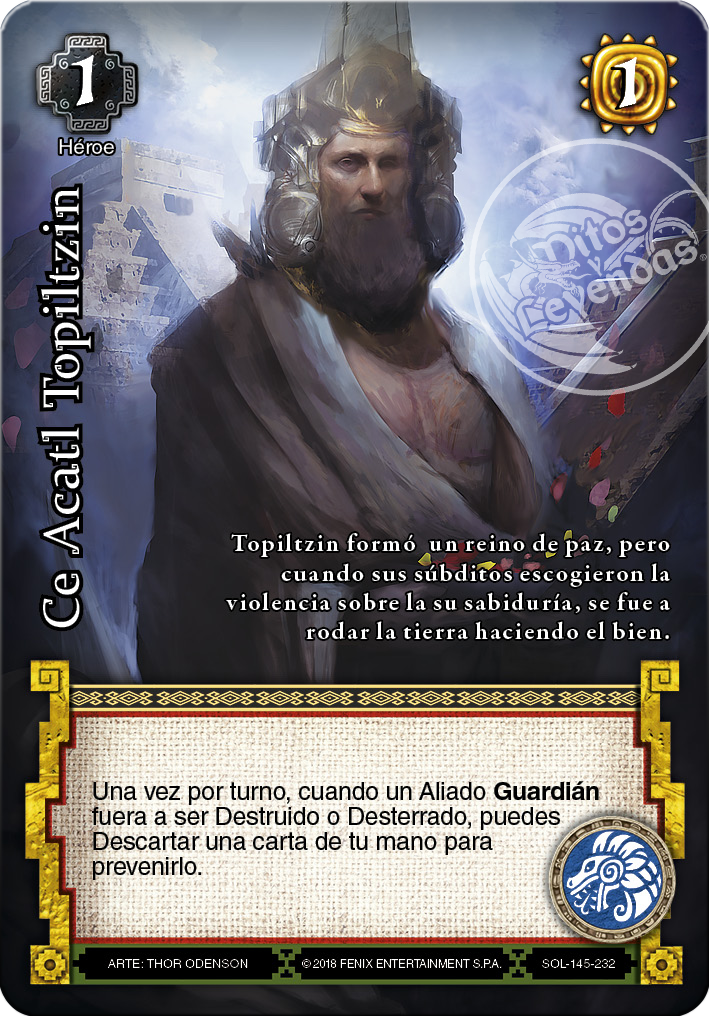 1
1
Héroe
Mitos
y
Leyendas®
Ce Acatl Topiltzin
Topiltzin formó un reino de paz, pero
cuando sus súbditos escogieron la
violencia sobre la su sabiduría, se fue a
rodar la tierra haciendo el bien.
Una vez por turno, cuando un Aliado Guardián
fuera a ser Destruido o Desterrado, puedes
Descartar una carta de tu mano para
prevenirlo.
ARTE: THOR ODENSON
©2018 FENIX ENTERTAINMENT S.P.A.
SOL-145-232